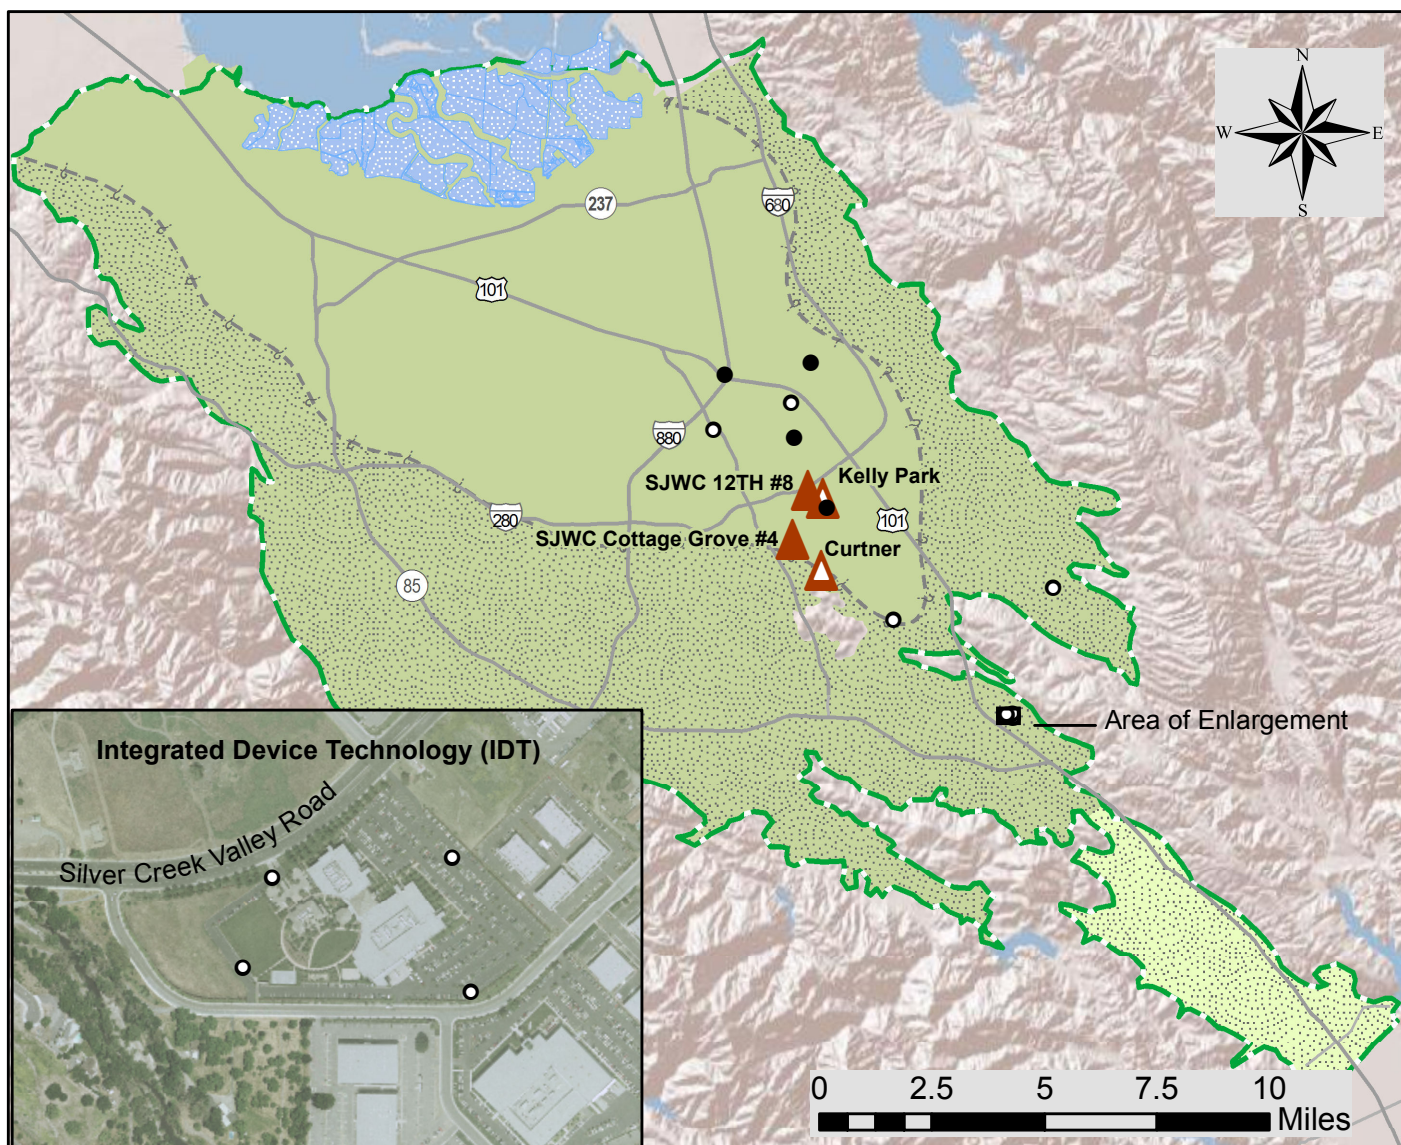 N
W E
S
237
680
101
880
SJWC 12TH #8
Kelly Park
280
101
SJWC Cottage Grove #4
Curtner
85
Area of Enlargement
Integrated Device Technology (IDT)
Silver Creek Valley Road
0 2.5 5 7.5 10
Miles